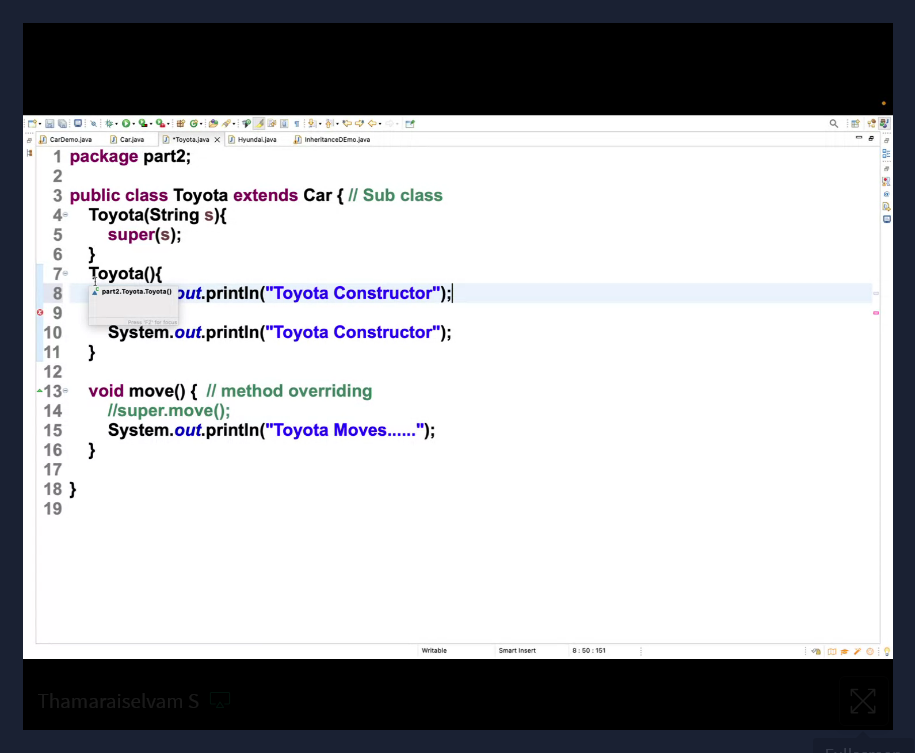 CarDemo.java Car.java *Toyota.java Hyundai.java InheritanceDEmo.java
1 package part2;
2
3 public class Toyota extends Car { // Sub class
4 Toyota(String s){
5 super(s);
6 }
7 Toyota(){
8 out.println("Toyota Constructor");
part2.Toyota.Toyota()
Press 'F2' for focus
9
10 System.out.println("Toyota Constructor");
11 }
12
13 void move() { // method overriding
14 //super.move();
15 System.out.println("Toyota Moves......");
16 }
17
18 }
19
Writable Smart Insert 8 : 50 : 151
Thamaraiselvam S